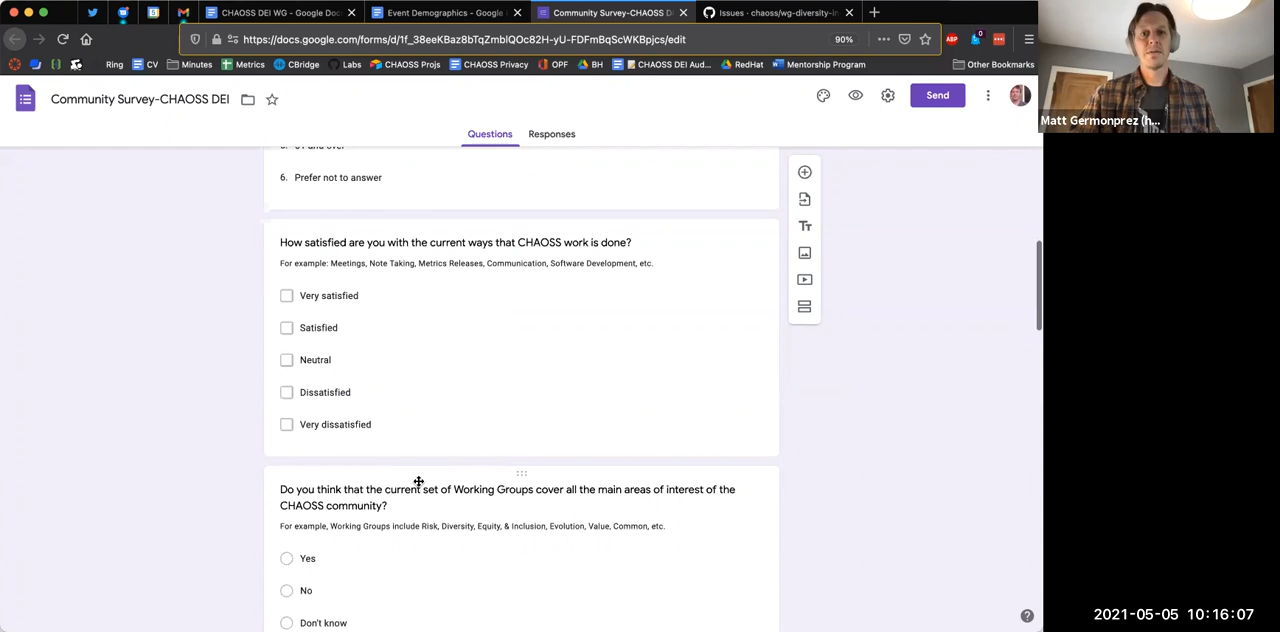 CHAOSS DEI WG - Google Doc
Event Demographics - Google
Community Survey-CHAOSS D
Issues · chaoss/wg-diversity-in
https://docs.google.com/forms/d/1f_38eeKBaz8bTqZmblQOc82H-yU-FDFmBqScWKBpjcs/edit
90%
ABP
0
Ring
CV
Minutes
Metrics
CBridge
Labs
CHAOSS Projs
CHAOSS Privacy
OPF
BH
CHAOSS DEI Aud...
RedHat
Mentorship Program
Other Bookmarks
Matt Germonprez (h...
Community Survey-CHAOSS DEI
Send
Questions
Responses
6. Prefer not to answer
How satisfied are you with the current ways that CHAOSS work is done?
For example: Meetings, Note Taking, Metrics Releases, Communication, Software Development, etc.
Very satisfied
Satisfied
Neutral
Dissatisfied
Very dissatisfied
Do you think that the current set of Working Groups cover all the main areas of interest of the
CHAOSS community?
For example, Working Groups include Risk, Diversity, Equity, & Inclusion, Evolution, Value, Common, etc.
Yes
No
Don't know
2021-05-05 10:16:07